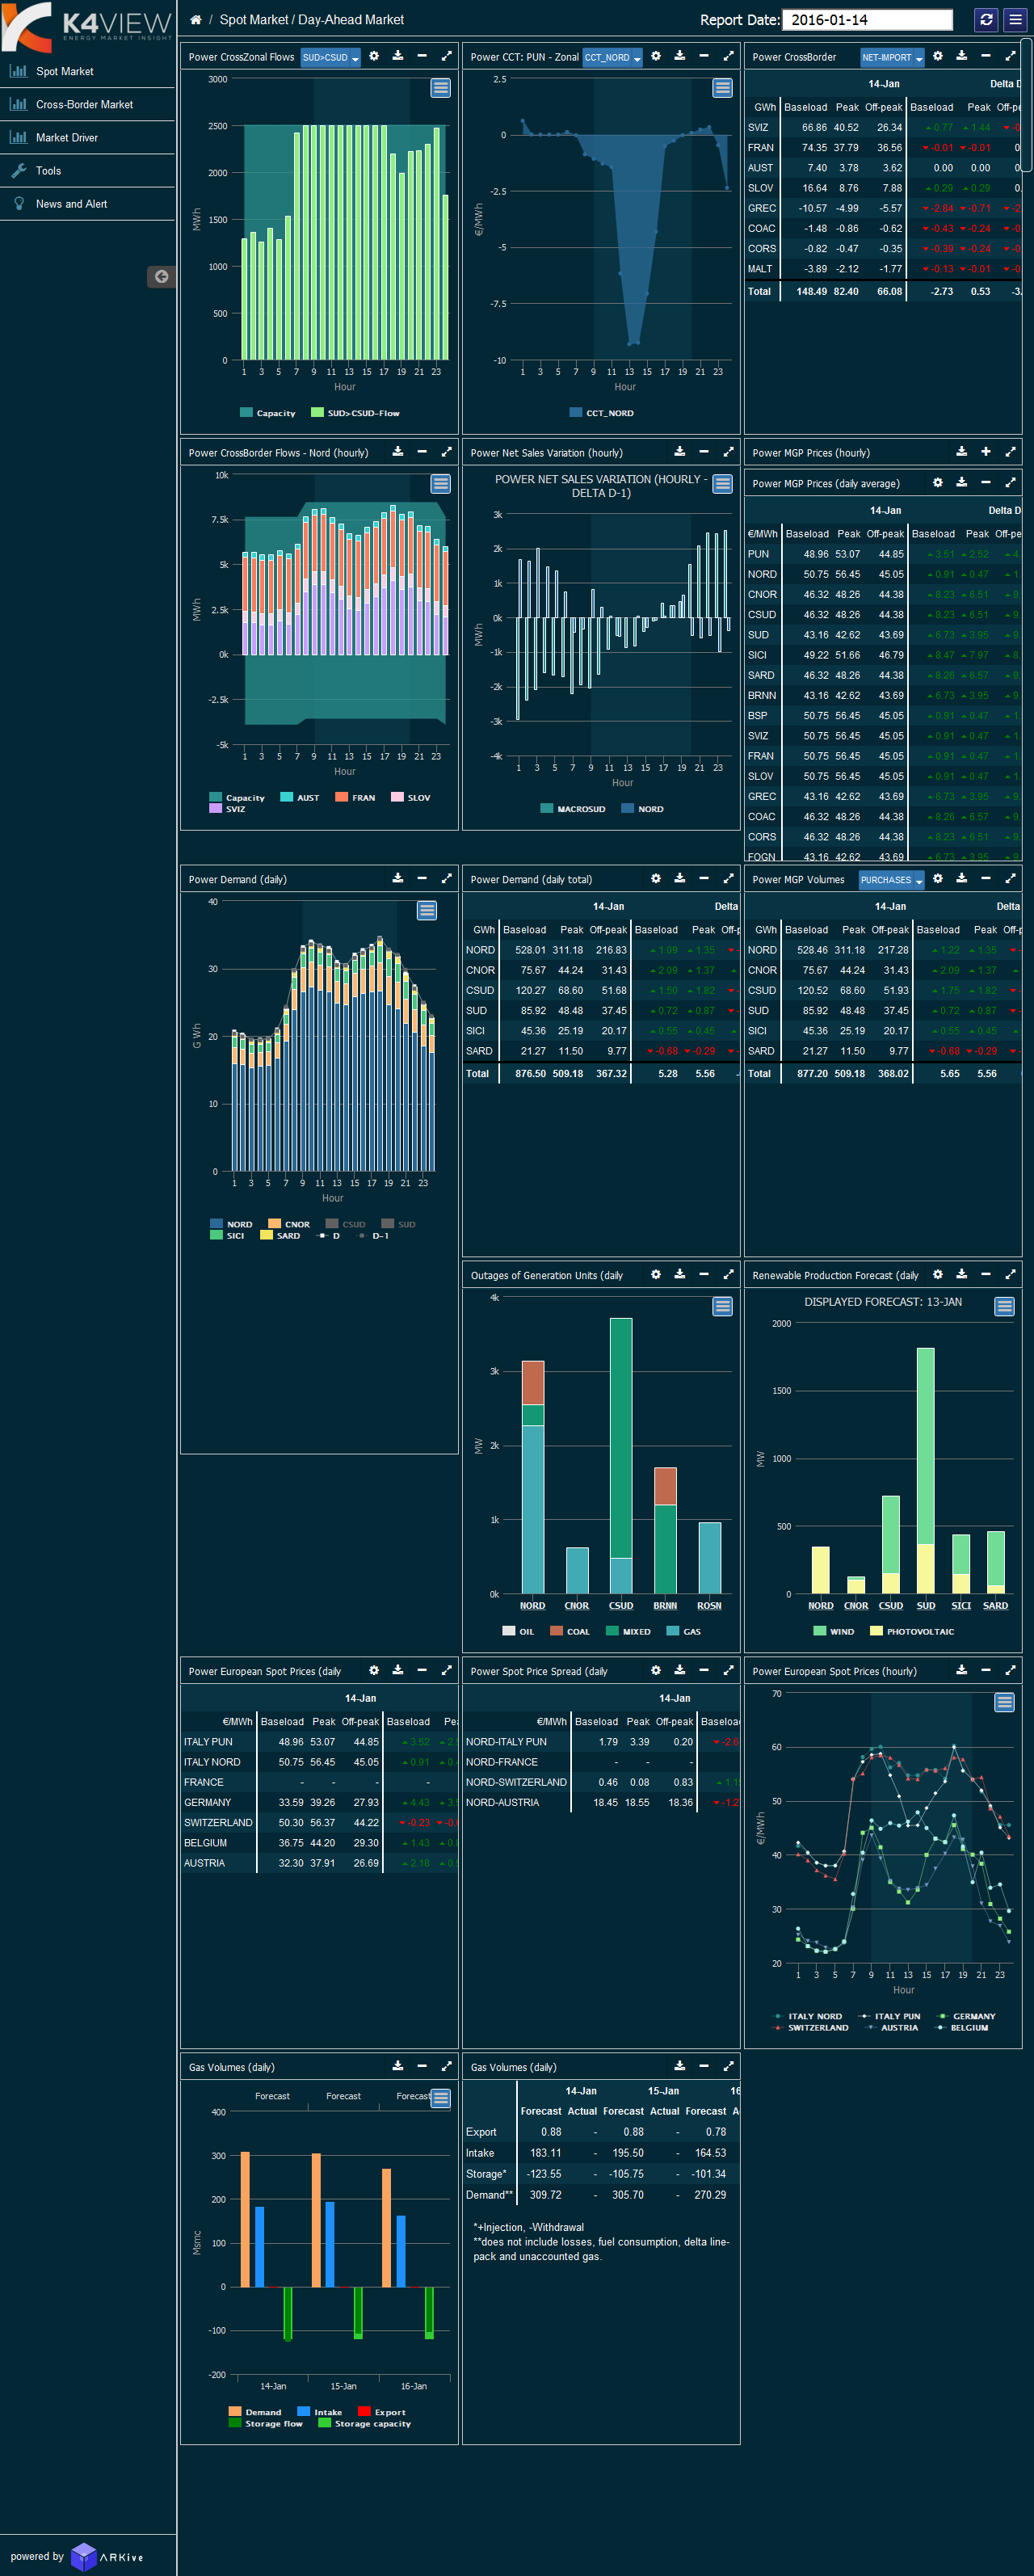 K4VIEW
ENERGY MARKET INSIGHT
Spot Market / Day-Ahead Market
Report Date: 2016-01-14
Spot Market
Cross-Border Market
Market Driver
Tools
News and Alert
Power CrossZonal Flows SUD>CSUD
3000
2500
2000
1500
1000
500
0
MWh
1 3 5 7 9 11 13 15 17 19 21 23
Hour
Capacity SUD>CSUD-Flow
Power CCT: PUN - Zonal CCT_NORD
2.5
0
-2.5
-5
-7.5
-10
€/MWh
1 3 5 7 9 11 13 15 17 19 21 23
Hour
CCT_NORD
Power CrossBorder NET-IMPORT
14-Jan Delta D
GWh Baseload Peak Off-peak Baseload Peak Off-p
SVIZ 66.86 40.52 26.34 0.77 1.44 -0
FRAN 74.35 37.79 36.56 -0.01 -0.01 0
AUST 7.40 3.78 3.62 0.00 0.00 0
SLOV 16.64 8.76 7.88 0.29 0.29 0.
GREC -10.57 -4.99 -5.57 -2.84 -0.71 -2.
COAC -1.48 -0.86 -0.62 -0.43 -0.24 -0
CORS -0.82 -0.47 -0.35 -0.39 -0.24 -0
MALT -3.89 -2.12 -1.77 -0.13 -0.01 -0
Total 148.49 82.40 66.08 -2.73 0.53 -3.
Power CrossBorder Flows - Nord (hourly)
10k
7.5k
5k
2.5k
0k
-2.5k
-5k
MWh
1 3 5 7 9 11 13 15 17 19 21 23
Hour
Capacity AUST FRAN SLOV
SVIZ
Power Net Sales Variation (hourly)
POWER NET SALES VARIATION (HOURLY -
DELTA D-1)
3k
2k
1k
0k
-1k
-2k
-3k
-4k
MWh
1 3 5 7 9 11 13 15 17 19 21 23
Hour
MACROSUD NORD
Power MGP Prices (hourly)
Power MGP Prices (daily average)
14-Jan Delta D
€/MWh Baseload Peak Off-peak Baseload Peak Off-pe
PUN 48.96 53.07 44.85 3.51 2.52 4.
NORD 50.75 56.45 45.05 0.91 0.47 1
CNOR 46.32 48.26 44.38 8.23 6.51 9.
CSUD 46.32 48.26 44.38 8.23 6.51 9.
SUD 43.16 42.62 43.69 6.73 3.95 9.
SICI 49.22 51.66 46.79 8.47 7.97 8.
SARD 46.32 48.26 44.38 8.26 6.57 9.
BRNN 43.16 42.62 43.69 6.73 3.95 9.
BSP 50.75 56.45 45.05 0.91 0.47 1.
SVIZ 50.75 56.45 45.05 0.91 0.47 1
FRAN 50.75 56.45 45.05 0.91 0.47 1.
SLOV 50.75 56.45 45.05 0.91 0.47 1.
GREC 43.16 42.62 43.69 6.73 3.95 9.
COAC 46.32 48.26 44.38 8.26 6.57 9.
CORS 46.32 48.26 44.38 8.23 6.51 9.
FOGN 43.16 42.62 43.69 6.73 3.95 9.
Power Demand (daily)
40
30
20
10
0
G Wh
1 3 5 7 9 11 13 15 17 19 21 23
Hour
NORD CNOR CSUD SUD
SICI SARD D D-1
Power Demand (daily total)
14-Jan Delta
GWh Baseload Peak Off-peak Baseload Peak Off-p
NORD 528.01 311.18 216.83 1.09 1.35 -
CNOR 75.67 44.24 31.43 2.09 1.37
CSUD 120.27 68.60 51.68 1.50 1.82 -
SUD 85.92 48.48 37.45 0.72 0.87 -
SICI 45.36 25.19 20.17 0.55 0.45
SARD 21.27 11.50 9.77 -0.68 -0.29 -
Total 876.50 509.18 367.32 5.28 5.56 -
Power MGP Volumes PURCHASES
14-Jan Delta
GWh Baseload Peak Off-peak Baseload Peak Off-p
NORD 528.46 311.18 217.28 1.22 1.35 -
CNOR 75.67 44.24 31.43 2.09 1.37
CSUD 120.52 68.60 51.93 1.75 1.82 -
SUD 85.92 48.48 37.45 0.72 0.87 -
SICI 45.36 25.19 20.17 0.55 0.45
SARD 21.27 11.50 9.77 -0.68 -0.29 -
Total 877.20 509.18 368.02 5.65 5.56
Outages of Generation Units (daily
4k
3k
2k
1k
0k
MW
NORD CNOR CSUD BRNN ROSN
OIL COAL MIXED GAS
Renewable Production Forecast (daily
DISPLAYED FORECAST: 13-JAN
2000
1500
1000
500
0
MW
NORD CNOR CSUD SUD SICI SARD
WIND PHOTOVOLTAIC
Power European Spot Prices (daily
14-Jan
€/MWh Baseload Peak Off-peak Baseload Pea
ITALY PUN 48.96 53.07 44.85 3.52 2.
ITALY NORD 50.75 56.45 45.05 0.91 0.
FRANCE - - - -
GERMANY 33.59 39.26 27.93 4.43 3.
SWITZERLAND 50.30 56.37 44.22 -0.23 -0.
BELGIUM 36.75 44.20 29.30 1.43 0.
AUSTRIA 32.30 37.91 26.69 2.18 0.
Power Spot Price Spread (daily
14-Jan
€/MWh Baseload Peak Off-peak Baseload
NORD-ITALY PUN 1.79 3.39 0.20 -2.6
NORD-FRANCE - - -
NORD-SWITZERLAND 0.46 0.08 0.83 1.1
NORD-AUSTRIA 18.45 18.55 18.36 -1.2
Power European Spot Prices (hourly)
70
60
50
40
30
20
€/MWh
1 3 5 7 9 11 13 15 17 19 21 23
Hour
ITALY NORD ITALY PUN GERMANY
SWITZERLAND AUSTRIA BELGIUM
Gas Volumes (daily)
Forecast Forecast Forecast
400
300
200
100
0
-100
-200
Msmc
14-Jan 15-Jan 16-Jan
Demand Intake Export
Storage flow Storage capacity
Gas Volumes (daily)
14-Jan 15-Jan 16
Forecast Actual Forecast Actual Forecast A
Export 0.88 - 0.88 - 0.78
Intake 183.11 - 195.50 - 164.53
Storage* -123.55 - -105.75 - -101.34
Demand** 309.72 - 305.70 - 270.29
*+Injection, -Withdrawal
**does not include losses, fuel consumption, delta line-
pack and unaccounted gas.
powered by ARKive